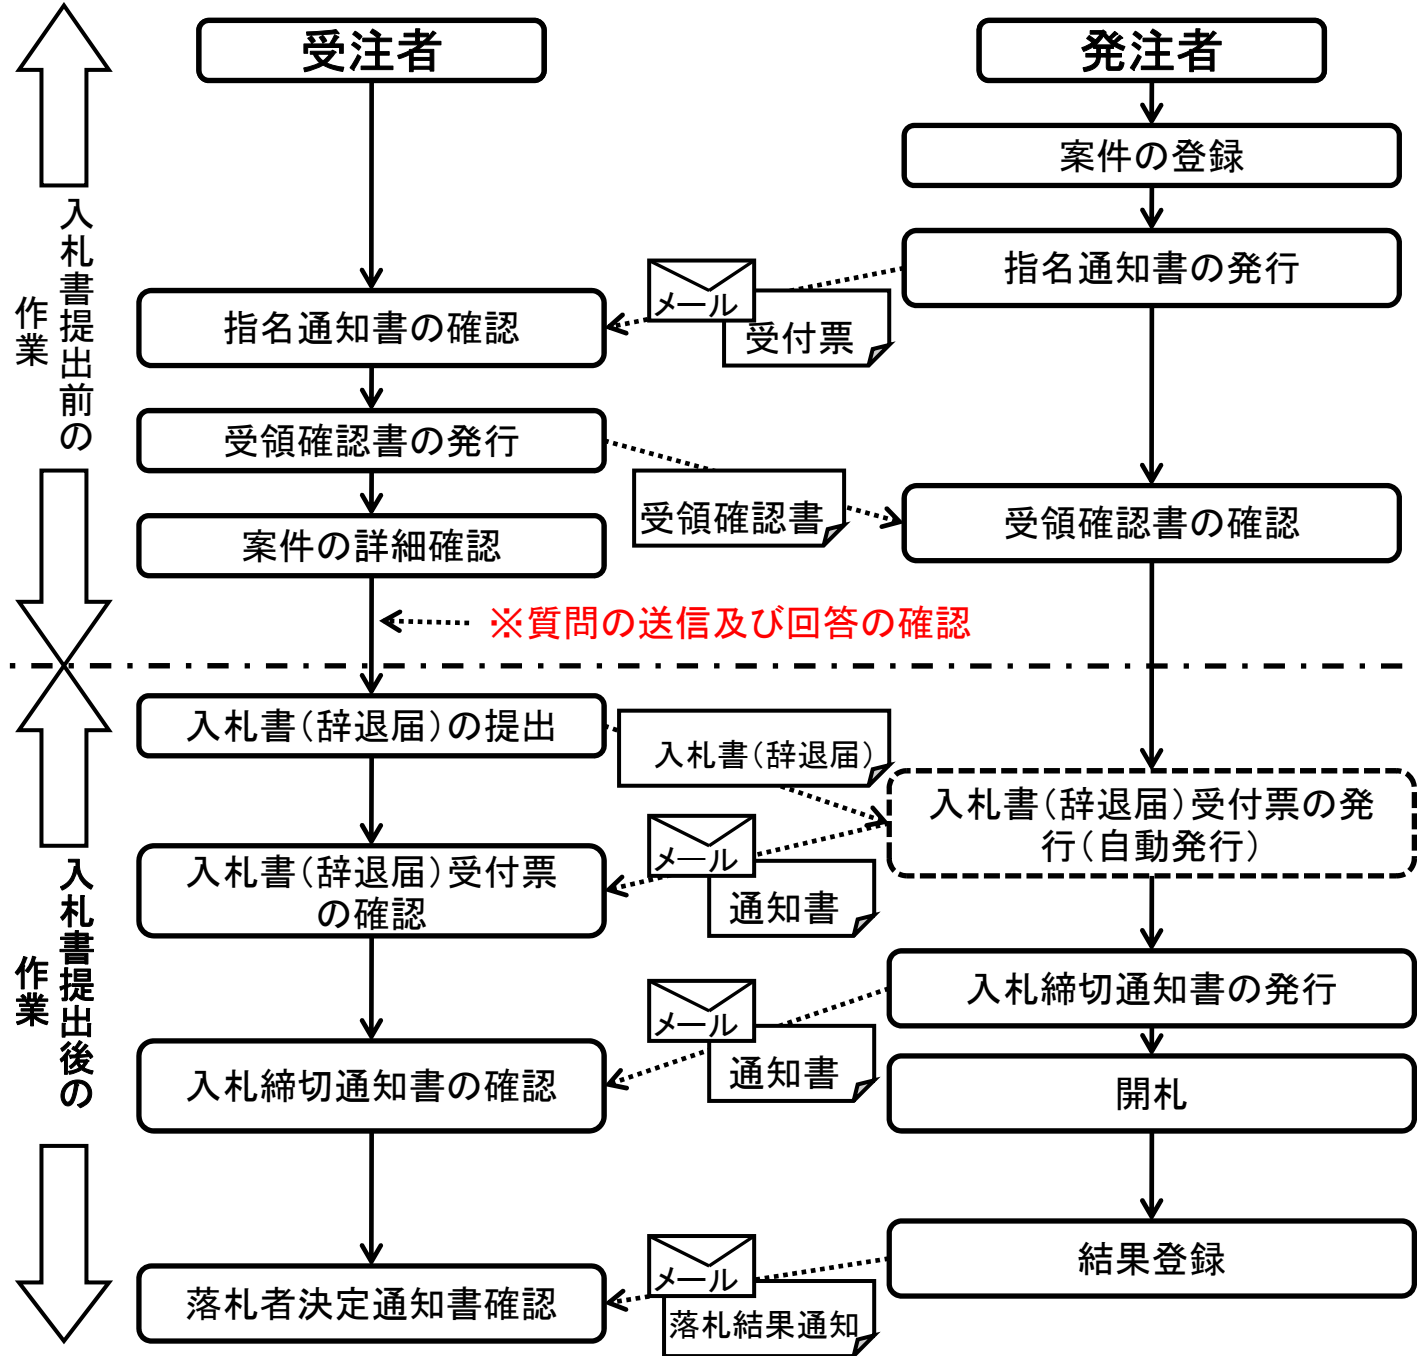 受注者
発注者
案件の登録
指名通知書の発行
メール
受付票
指名通知書の確認
受領確認書の発行
受領確認書
受領確認書の確認
案件の詳細確認
※質問の送信及び回答の確認
入札書提出前の
作業
入札書(辞退届)の提出
入札書(辞退届)
入札書(辞退届)受付票の発
行(自動発行)
メール
通知書
入札書(辞退届)受付票
の確認
入札締切通知書の発行
メール
通知書
入札締切通知書の確認
開札
結果登録
メール
落札結果通知
落札者決定通知書確認
入札書提出後の
作業